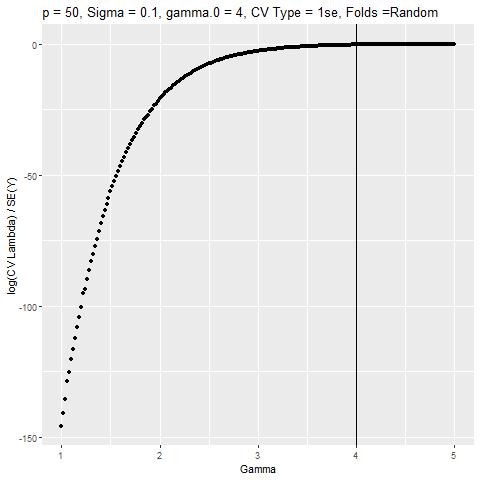 p = 50, Sigma = 0.1, gamma.0 = 4, CV Type = 1se, Folds =Random
0
-50
-100
-150
log(CV Lambda) / SE(Y)
1 2 3 4 5
Gamma